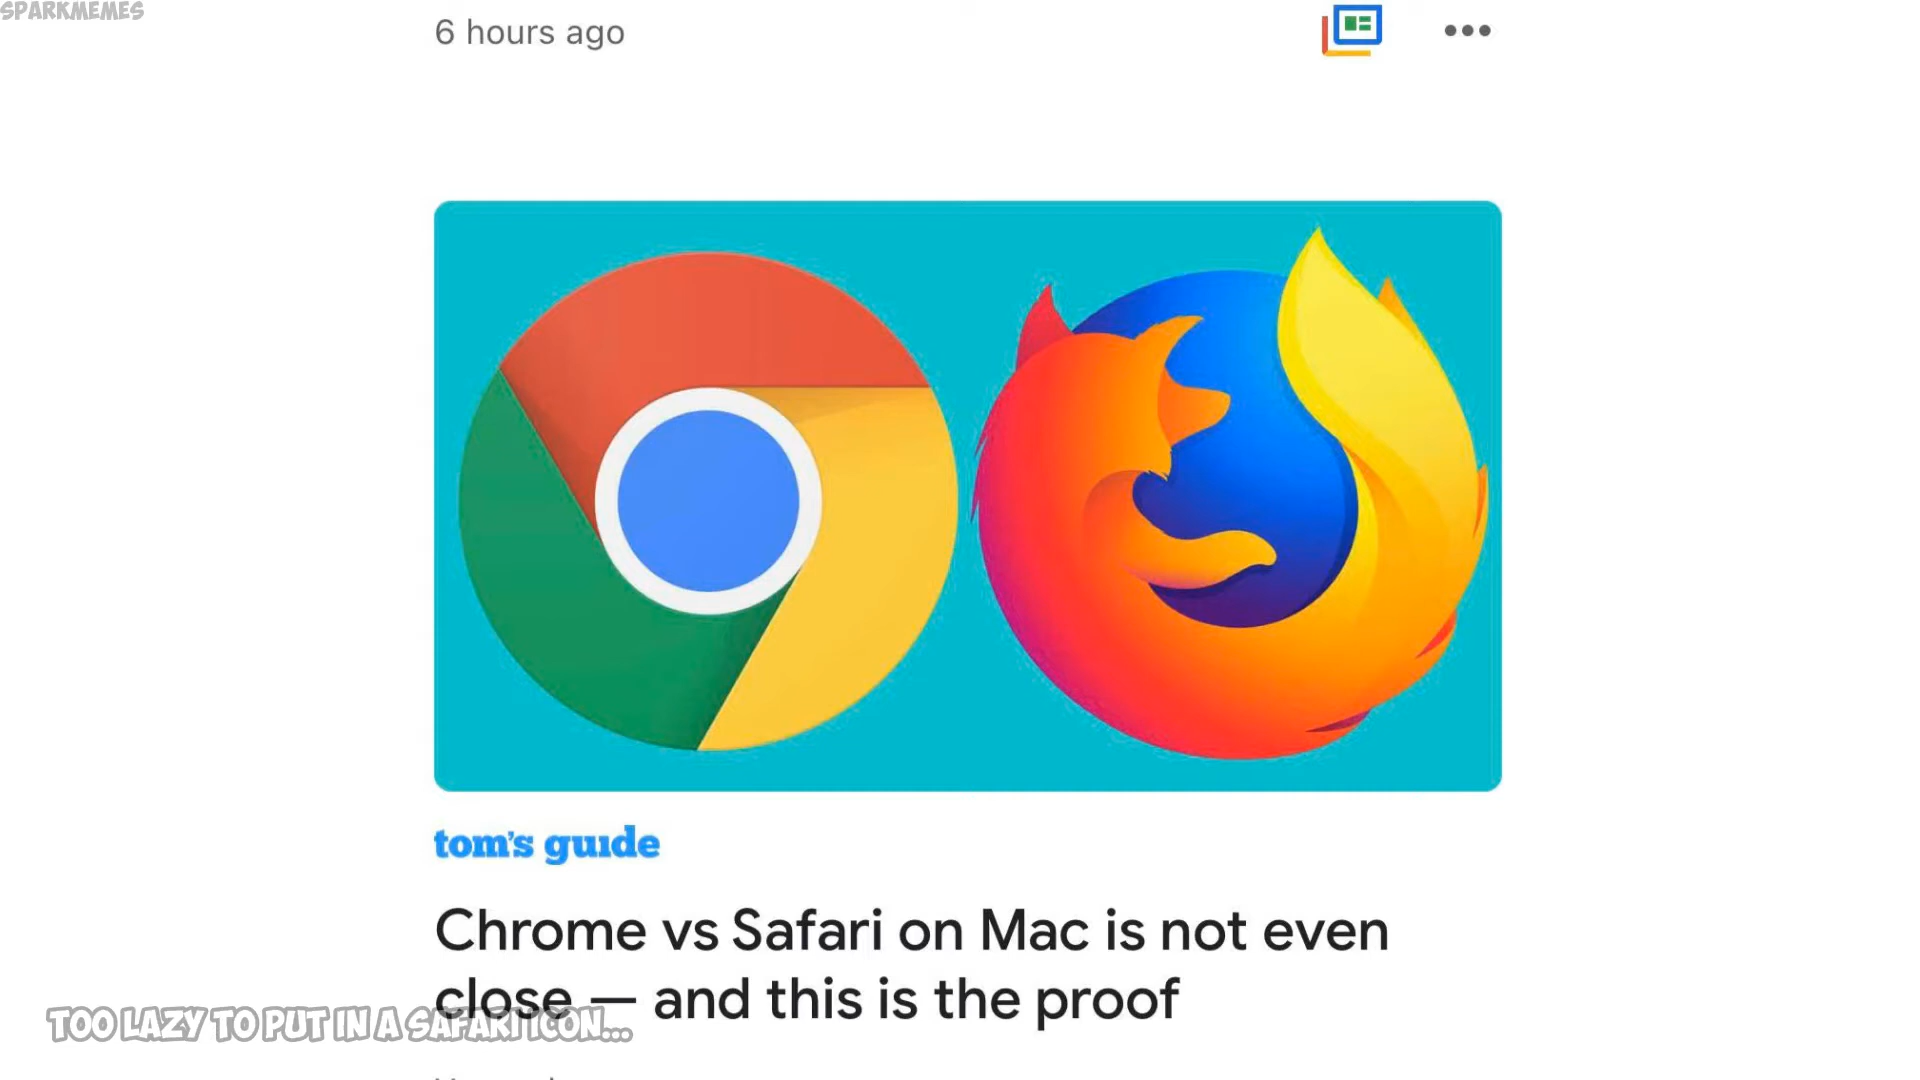 SPARKMEMES
6 hours ago
tom's guide
Chrome vs Safari on Mac is not even
close — and this is the proof
TOO LAZY TO PUT IN A SAFARI ICON...